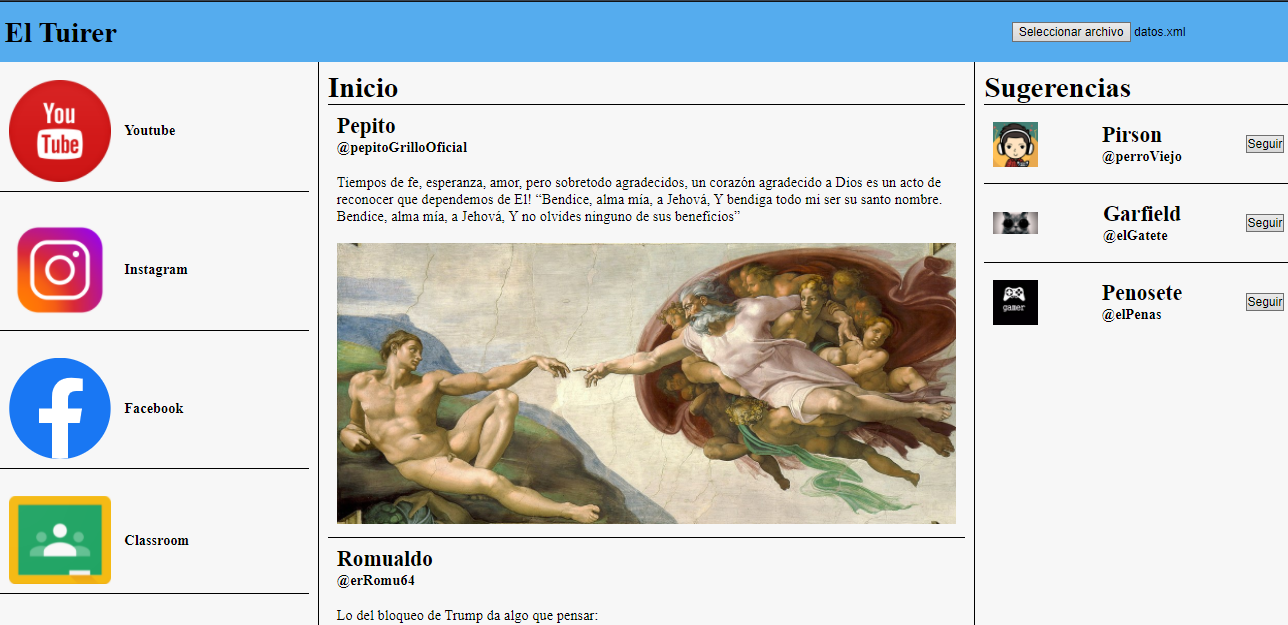 El Tuirer
Seleccionar archivo datos.xml
You
Tube
Youtube
Instagram
Facebook
Classroom
Inicio
Pepito
@pepitoGrilloOficial
Tiempos de fe, esperanza, amor, pero sobretodo agradecidos, un corazón agradecido a Dios es un acto de
reconocer que dependemos de El! “Bendice, alma mía, a Jehová, Y bendiga todo mi ser su santo nombre.
Bendice, alma mía, a Jehová, Y no olvides ninguno de sus beneficios”
Romualdo
@erRomu64
Lo del bloqueo de Trump da algo que pensar:
Sugerencias
Pirson
@perroViejo
Seguir
Garfield
@elGatete
Seguir
gamer
Penosete
@elPenas
Seguir